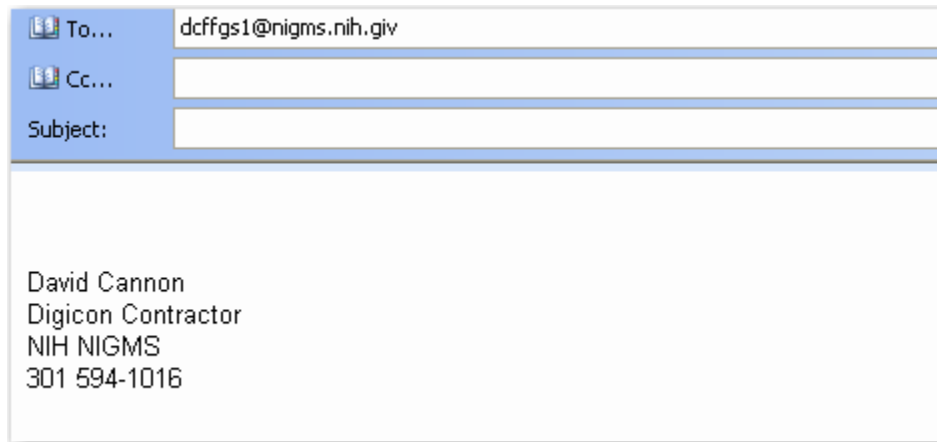 To... dcffgs1@nigms.nih.giv
Cc...
Subject:
David Cannon
Digicon Contractor
NIH NIGMS
301 594-1016